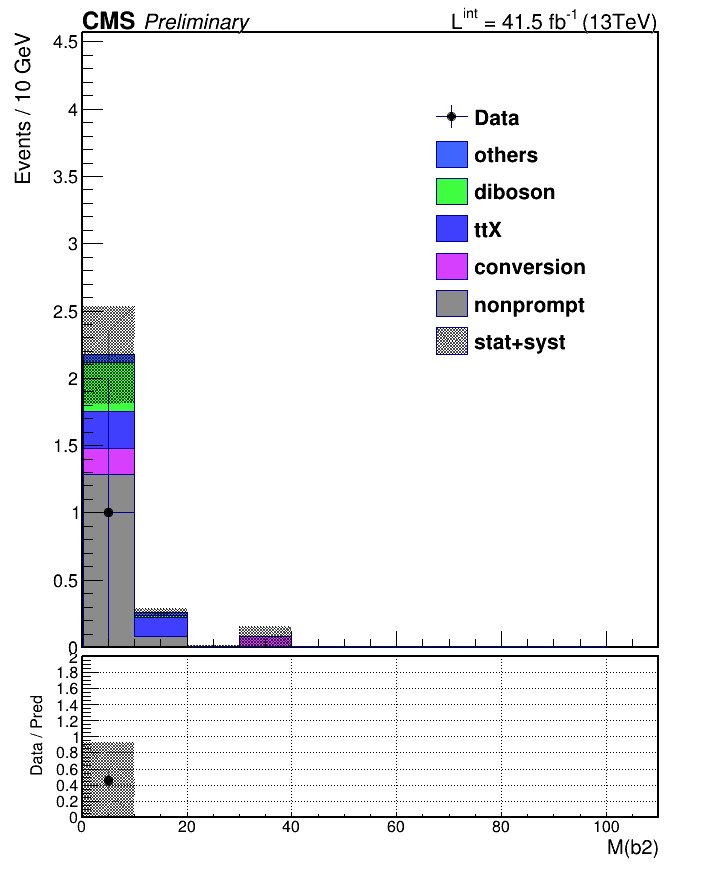 CMS Preliminary
L^int = 41.5 fb^-1 (13TeV)
Events / 10 GeV
4.5
4
3.5
3
2.5
2
1.5
1
0.5
0
Data
others
diboson
ttX
conversion
nonprompt
stat+syst
Data / Pred
2
1.8
1.6
1.4
1.2
1
0.8
0.6
0.4
0.2
0
0 20 40 60 80 100
M(b2)